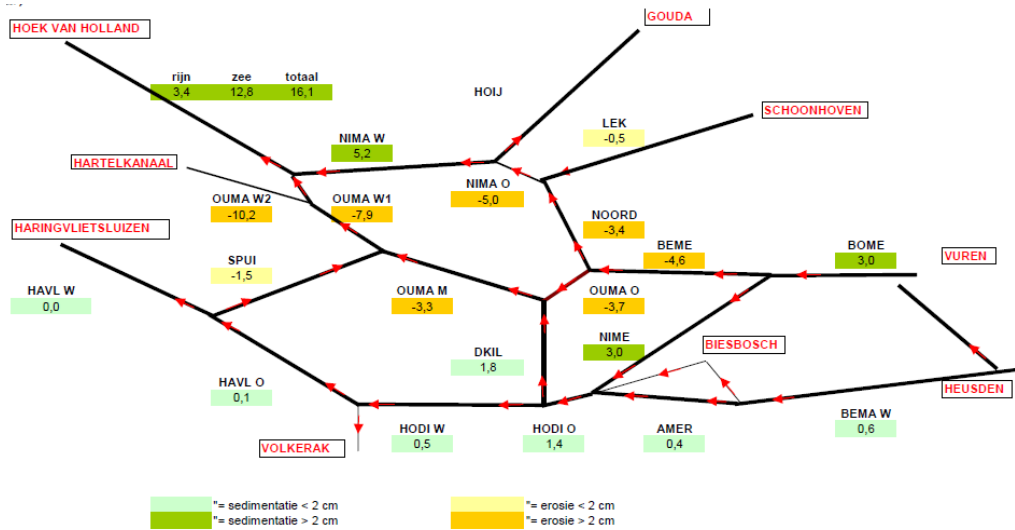 HOEK VAN HOLLAND
GOUDA
rijn zee totaal
3,4 12,8 16,1
HOIJ
SCHOONHOVEN
LEK
-0,5
NIMA W
5,2
HARTELKANAAL
NIMA O
-5,0
OUMA W2 OUMA W1
-10,2 -7,9
NOORD
-3,4
HARINGVLIETSLUIZEN
BEME
-4,6
BOME
3,0
VUREN
SPUI
-1,5
HAVL W
0,0
OUMA M
-3,3
OUMA O
-3,7
NIME
3,0
BIESBOSCH
DKIL
1,8
HAVL O
0,1
HEUSDEN
BEMA W
0,6
HODI W
0,5
HODI O
1,4
AMER
0,4
VOLKERAK
"= sedimentatie < 2 cm
"= sedimentatie > 2 cm
"= erosie < 2 cm
"= erosie > 2 cm